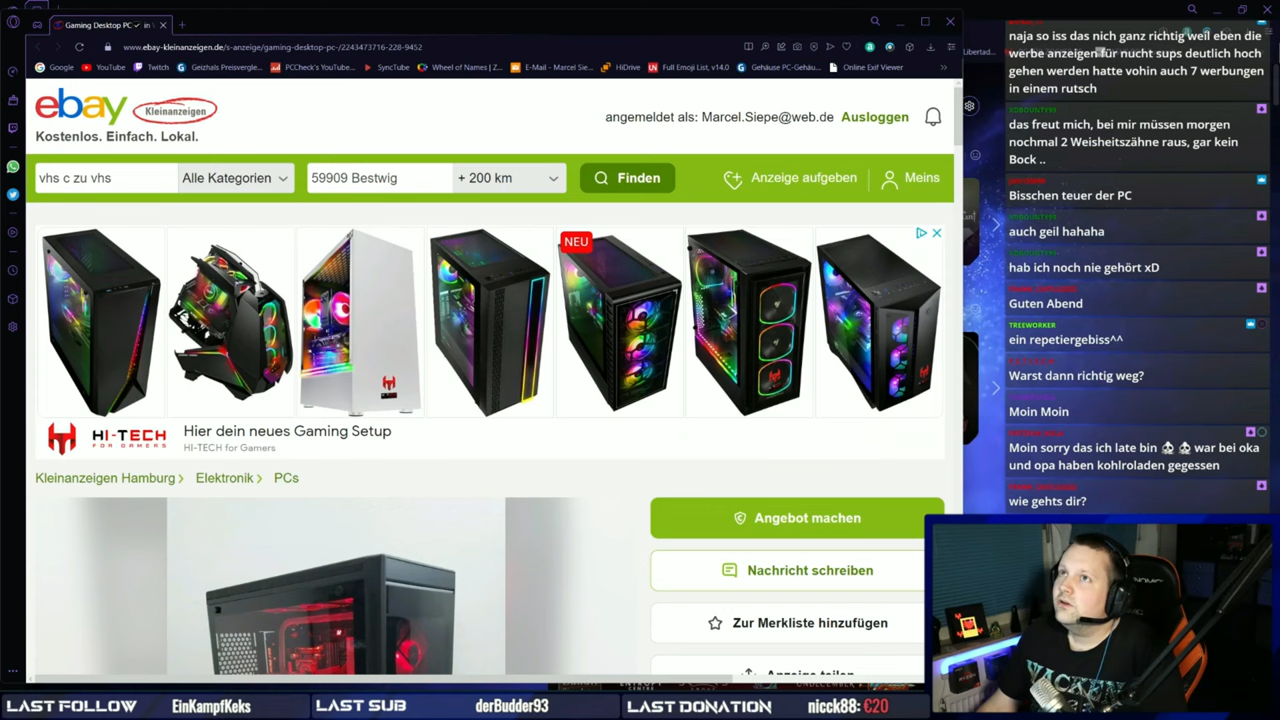 Gaming Desktop PC
www.ebay-kleinanzeigen.de/s-anzeige/gaming-desktop-pc-/2243473716-228-9452
Google
YouTube
Twitch
Geizhals Preisvergle...
PCCheck's YouTube...
SyncTube
Wheel of Names | Z...
E-Mail - Marcel Sie...
HiDrive
Full Emoji List, v14.0
Gehäuse PC-Gehäu...
Online Exif Viewer
ebay Kleinanzeigen
Kostenlos. Einfach. Lokal.
angemeldet als: Marcel.Siepe@web.de Ausloggen
vhs c zu vhs
Alle Kategorien
59909 Bestwig
+ 200 km
Finden
Anzeige aufgeben
Meins
NEU
HI-TECH
FOR GAMERS
Hier dein neues Gaming Setup
HI-TECH for Gamers
Kleinanzeigen Hamburg
Elektronik
PCs
Angebot machen
Nachricht schreiben
Zur Merkliste hinzufügen
Anzeige teilen
naja so iss das nich ganz richtig weil eben die
werbe anzeigen für nicht sups deutlich hoch
gehen werden hatte vohin auch 7 werbungen
in einem rutsch
das freut mich, bei mir müssen morgen
nochmal 2 Weisheitszähne raus, gar kein
Bock ..
Bisschen teuer der PC
auch geil hahaha
hab ich noch nie gehört xD
Guten Abend
TREEWORKER
ein repetiergebiss^^
Warst dann richtig weg?
Moin Moin
Moin sorry das ich late bin ☠ ☠ war bei oka
und opa haben kohlroladen gegessen
wie gehts dir?
LAST FOLLOW
EinKampfKeks
LAST SUB
derBudder93
LAST DONATION
nicck88: €20